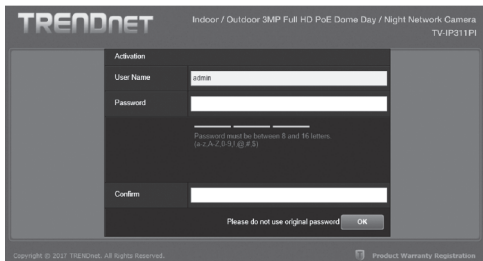 TRENDNET
Indoor / Outdoor 3MP Full HD PoE Dome Day / Night Network Camera
TV-IP311PI
Activation
User Name
admin
Password
Password must be between 8 and 16 letters.
(a-z,A-Z,0-9,!,@,#,$)
Confirm
Please do not use original password
OK
Copyright © 2017 TRENDnet. All Rights Reserved.
Product Warranty Registration